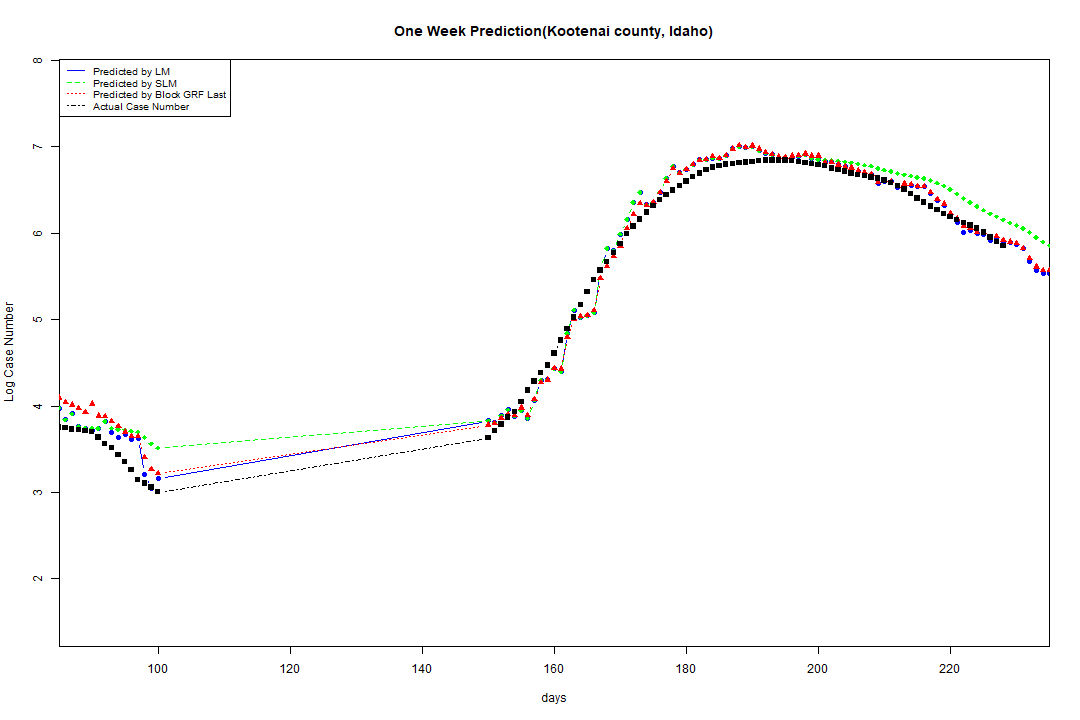 One Week Prediction(Kootenai county, Idaho)
Predicted by LM
Predicted by SLM
Predicted by Block GRF Last
Actual Case Number
8
7
6
5
4
3
2
Log Case Number
100 120 140 160 180 200 220
days